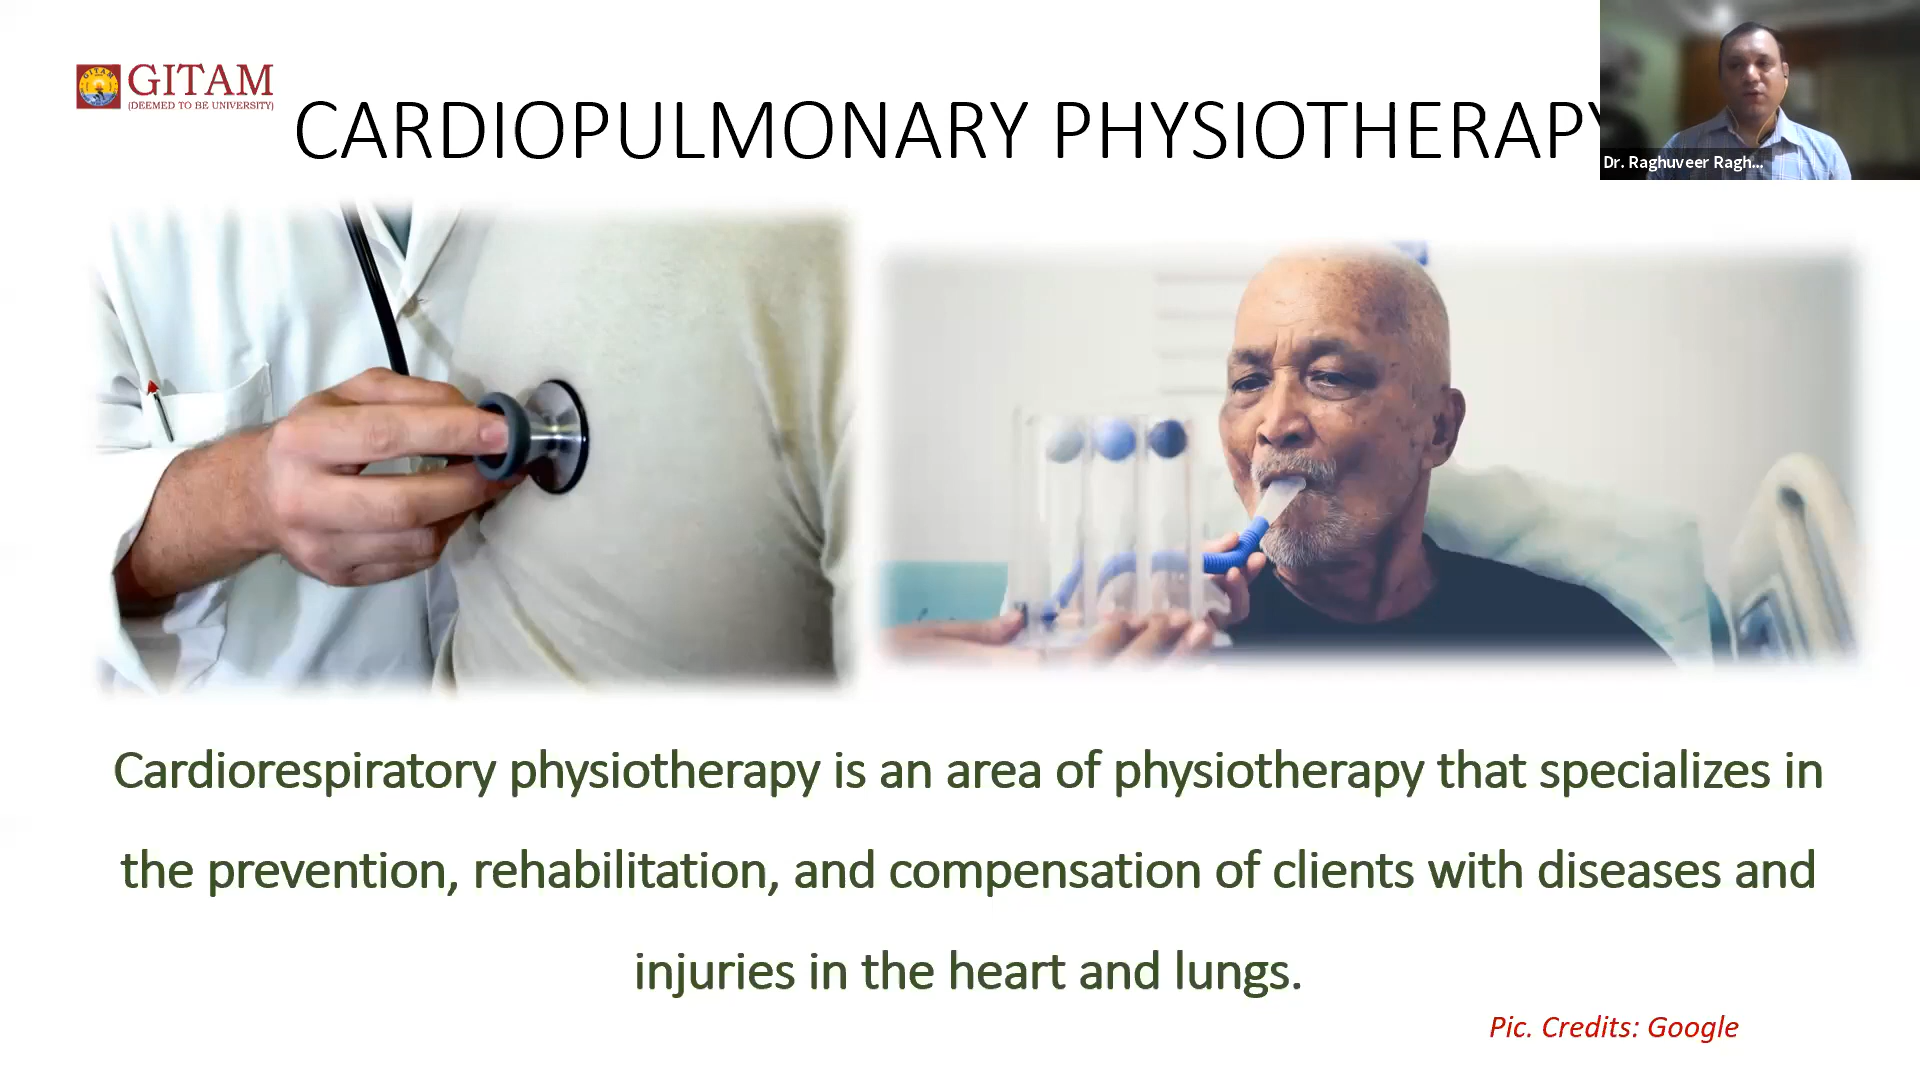 GITAM
(DEEMED TO BE UNIVERSITY)
CARDIOPULMONARY PHYSIOTHERAPY
Dr. Raghuveer Ragh...
Cardiorespiratory physiotherapy is an area of physiotherapy that specializes in
the prevention, rehabilitation, and compensation of clients with diseases and
injuries in the heart and lungs.
Pic. Credits: Google